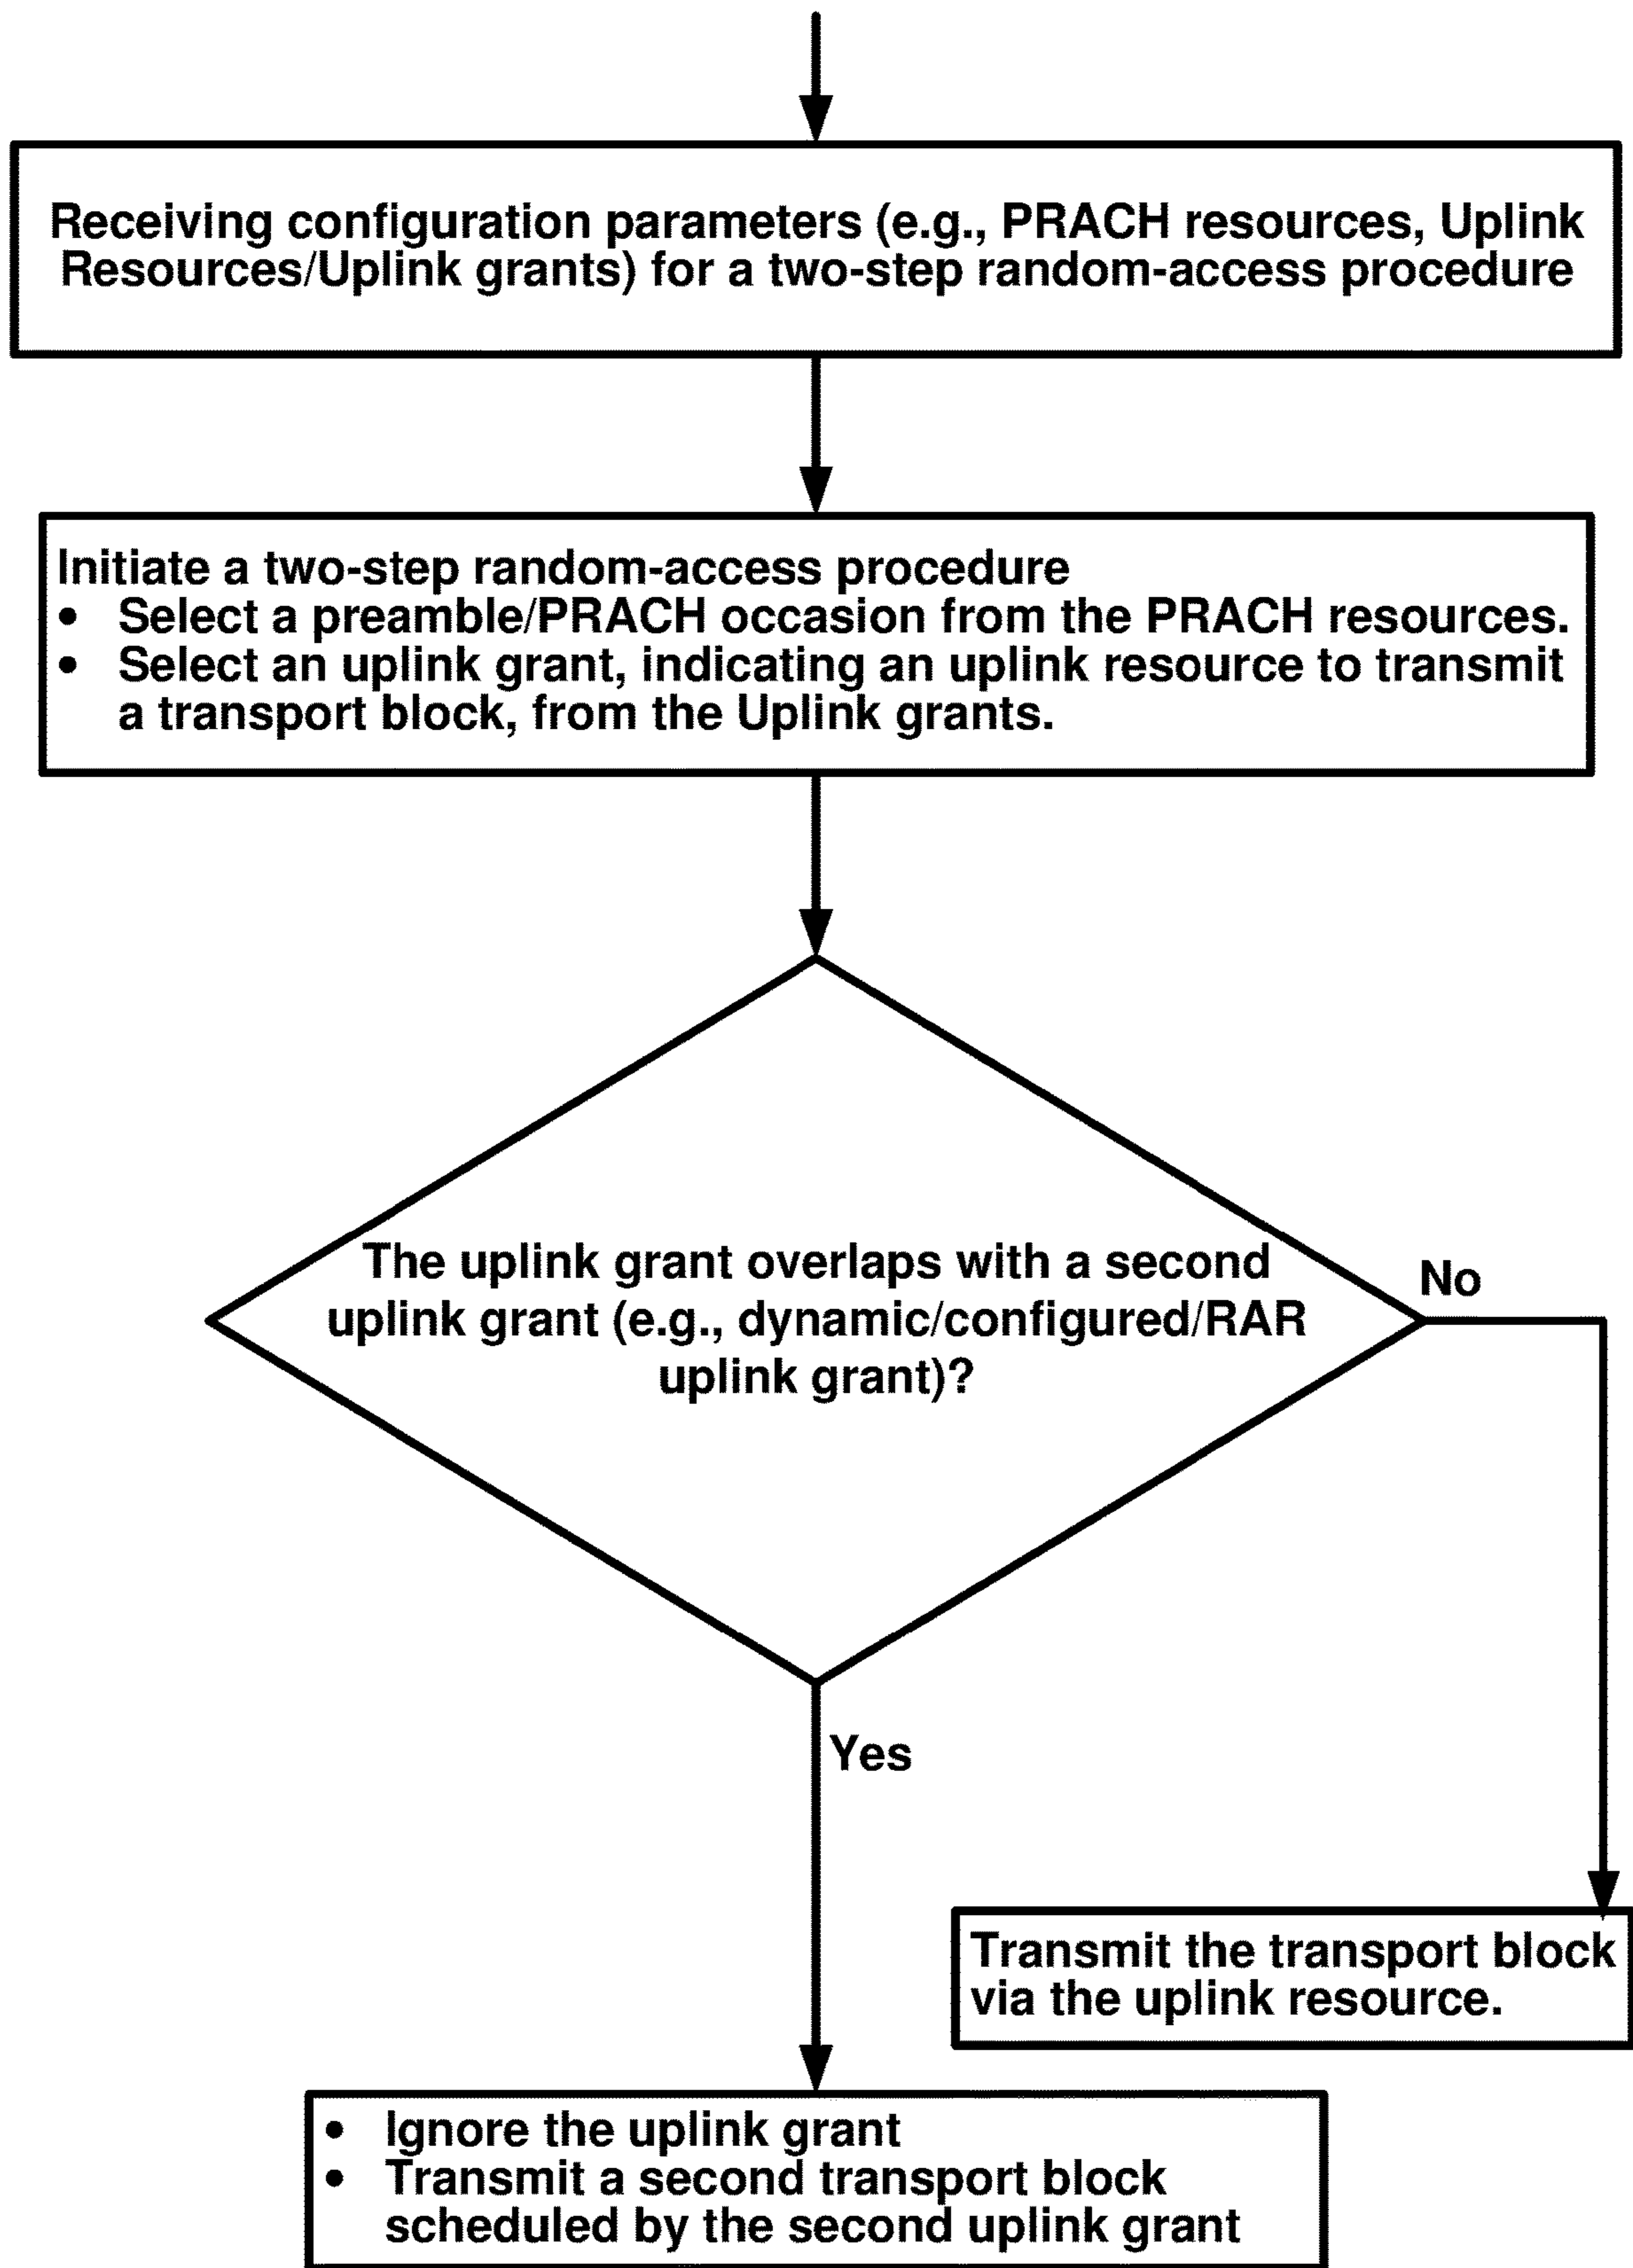 Receiving configuration parameters (e.g., PRACH resources, Uplink
Resources/Uplink grants) for a two-step random-access procedure
Initiate a two-step random-access procedure
• Select a preamble/PRACH occasion from the PRACH resources.
• Select an uplink grant, indicating an uplink resource to transmit
a transport block, from the Uplink grants.
The uplink grant overlaps with a second
uplink grant (e.g., dynamic/configured/RAR
uplink grant)?
No
Yes
Transmit the transport block
via the uplink resource.
• Ignore the uplink grant
• Transmit a second transport block
scheduled by the second uplink grant